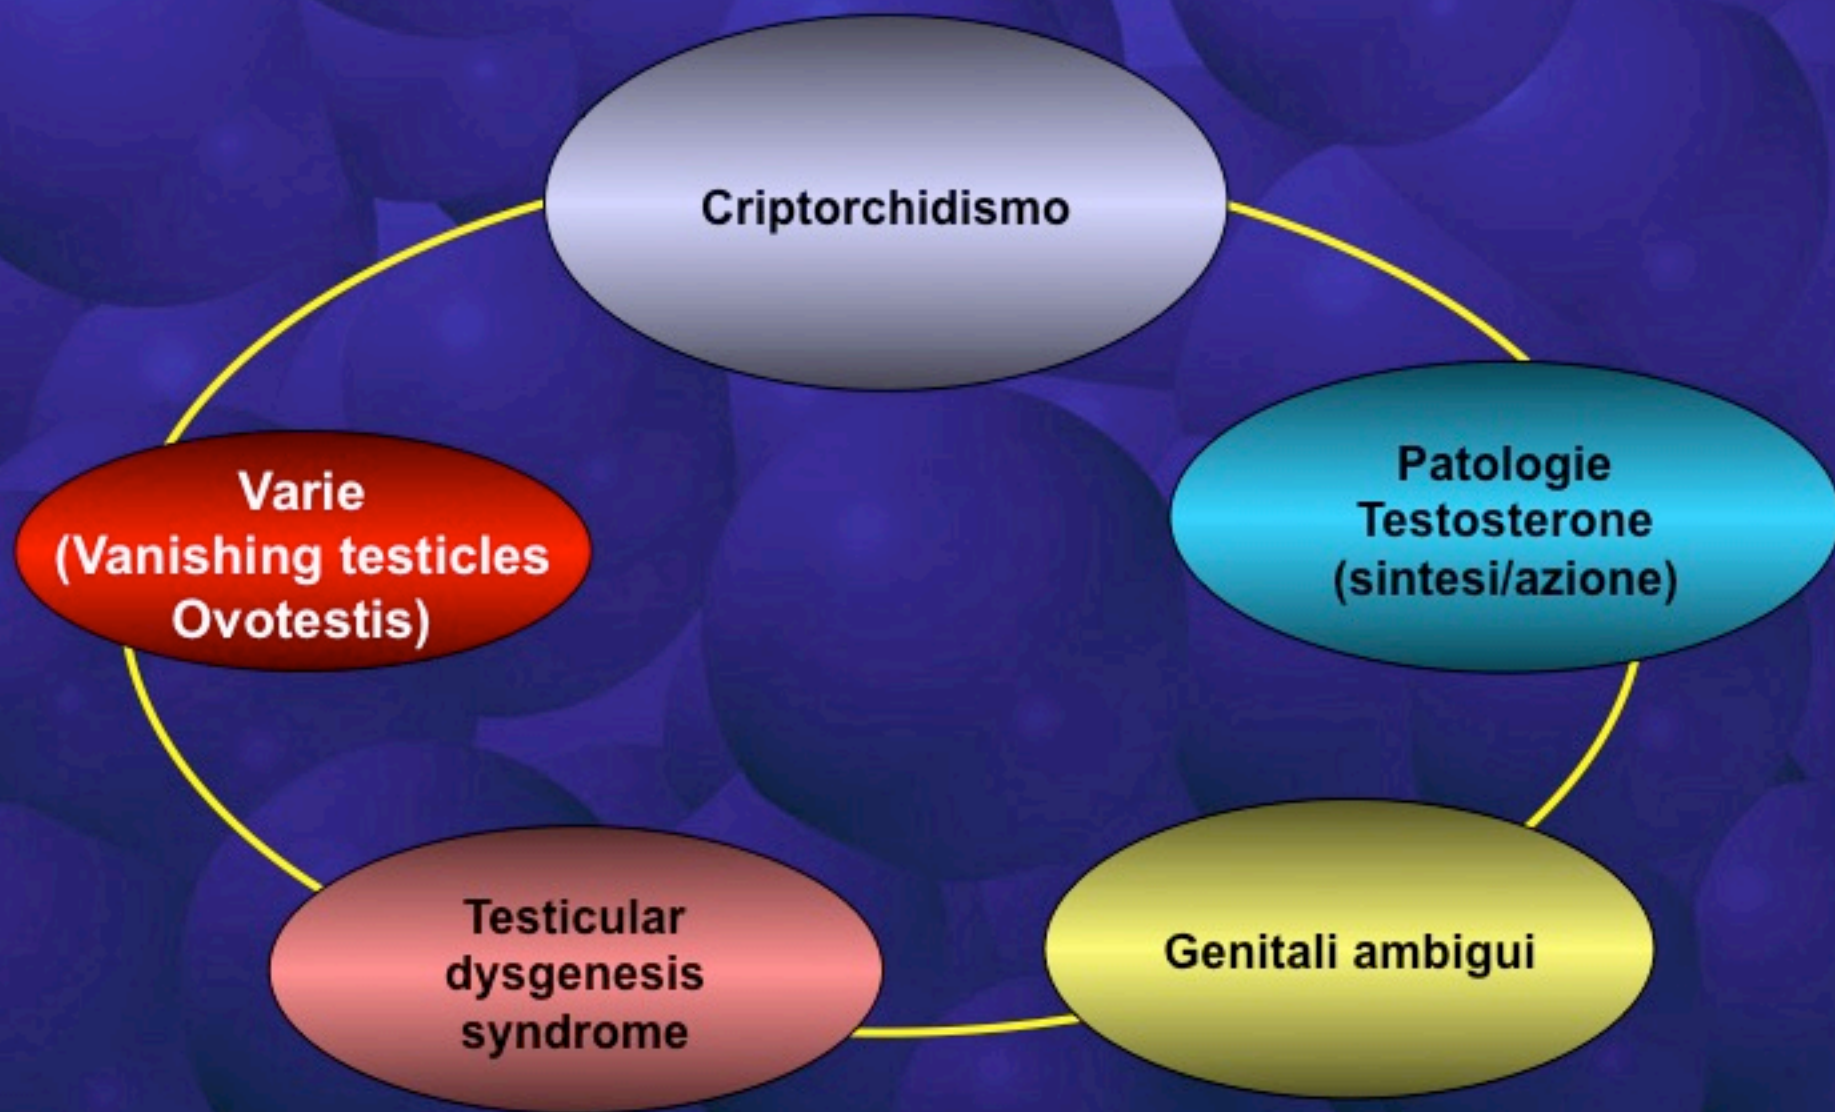 Criptorchidismo
Patologie
Testosterone
(sintesi/azione)
Varie
(Vanishing testicles
Ovotestis)
Testicular
dysgenesis
syndrome
Genitali ambigui